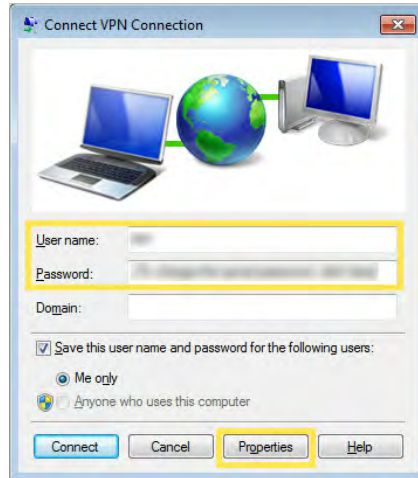 Connect VPN Connection
User name:
Password:
Domain:
Save this user name and password for the following users:
Me only
Anyone who uses this computer
Connect Cancel Properties Help